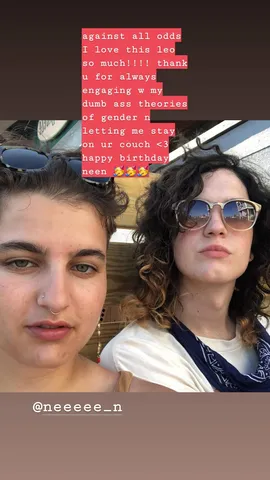 against all odds
I love this leo
so much!!!! thank
u for always
engaging w my
dumb ass theories
of gender n
letting me stay
on ur couch <3
happy birthday
neen 🥳🥳🥳
@neeeee_n